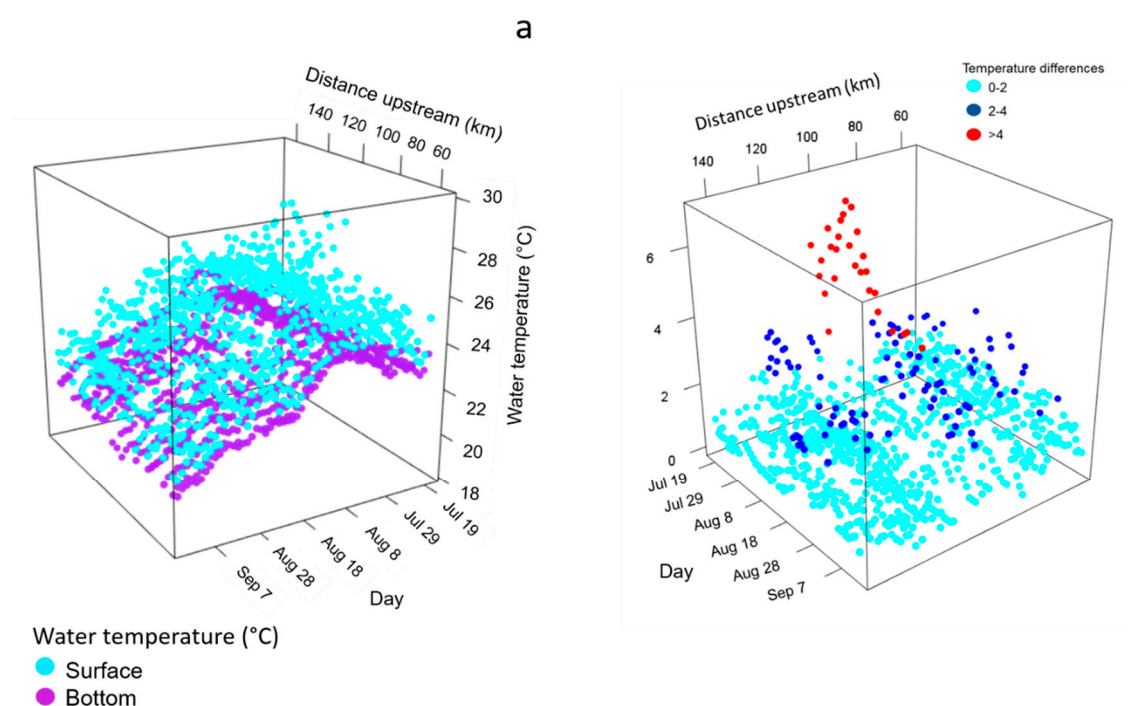 a
Distance upstream (km)
140 120 100 80 60
30
28
26
24
22
20
18
Water temperature (°C)
Jul 19
Jul 29
Aug 8
Aug 18
Aug 28
Sep 7
Day
Water temperature (°C)
Surface
Bottom
Temperature differences
0-2
2-4
>4
Distance upstream (km)
140 120 100 80 60
6
4
2
0
Jul 19
Jul 29
Aug 8
Aug 18
Aug 28
Sep 7
Day